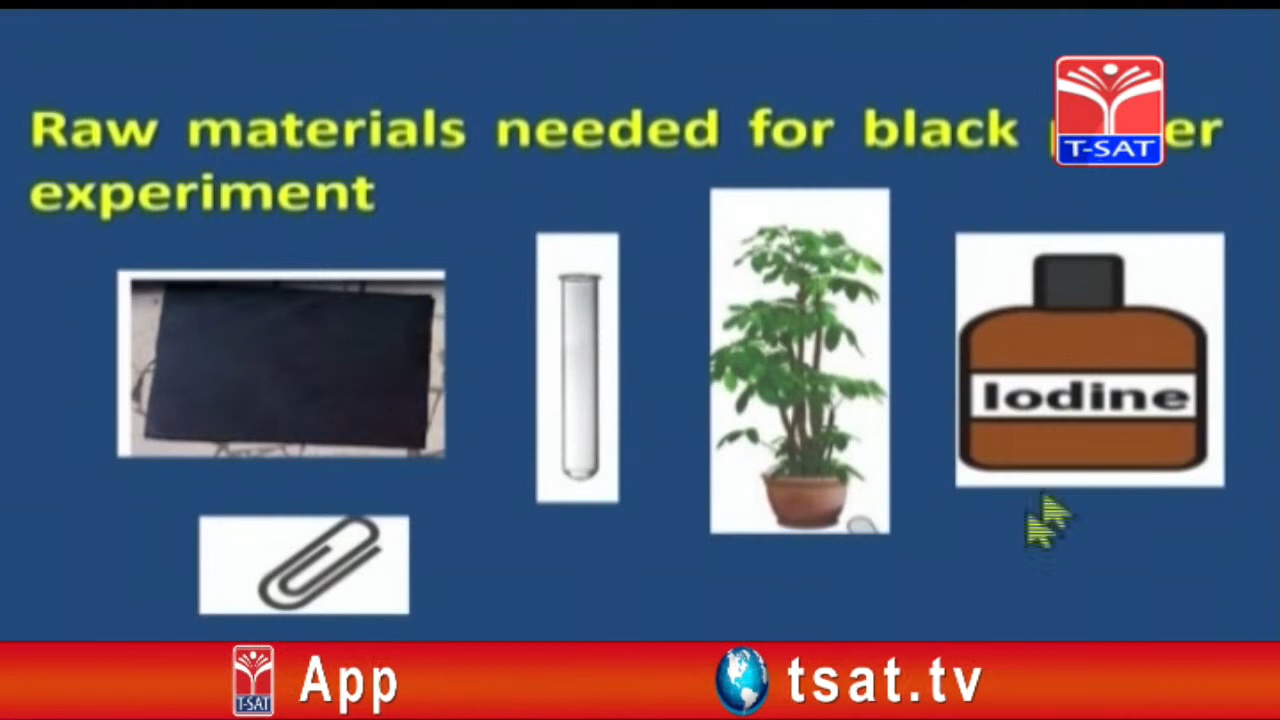 Raw materials needed for black
experiment
T-SAT
Iodine
T-SAT
App
tsat.tv